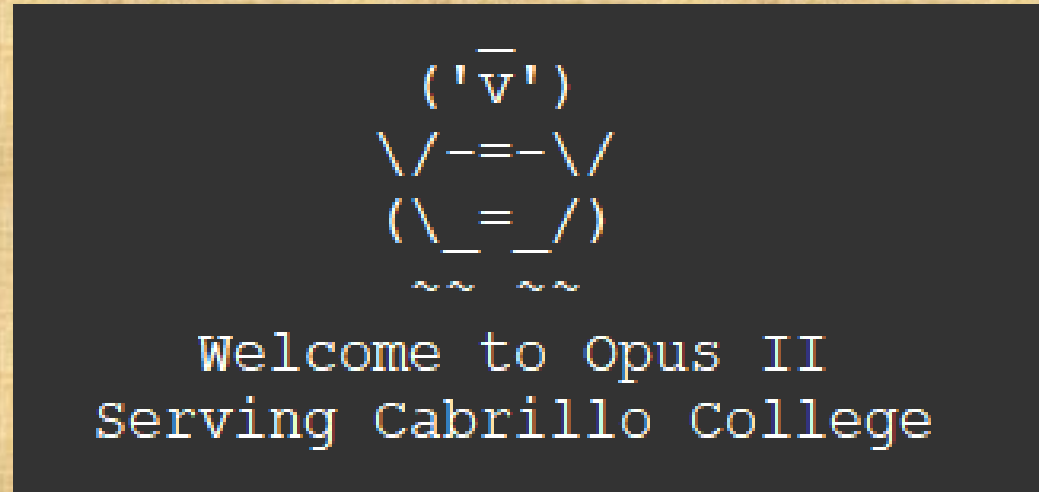 _
('v')
\/-=-\/
(\_=_/)
~~ ~~
Welcome to Opus II
Serving Cabrillo College